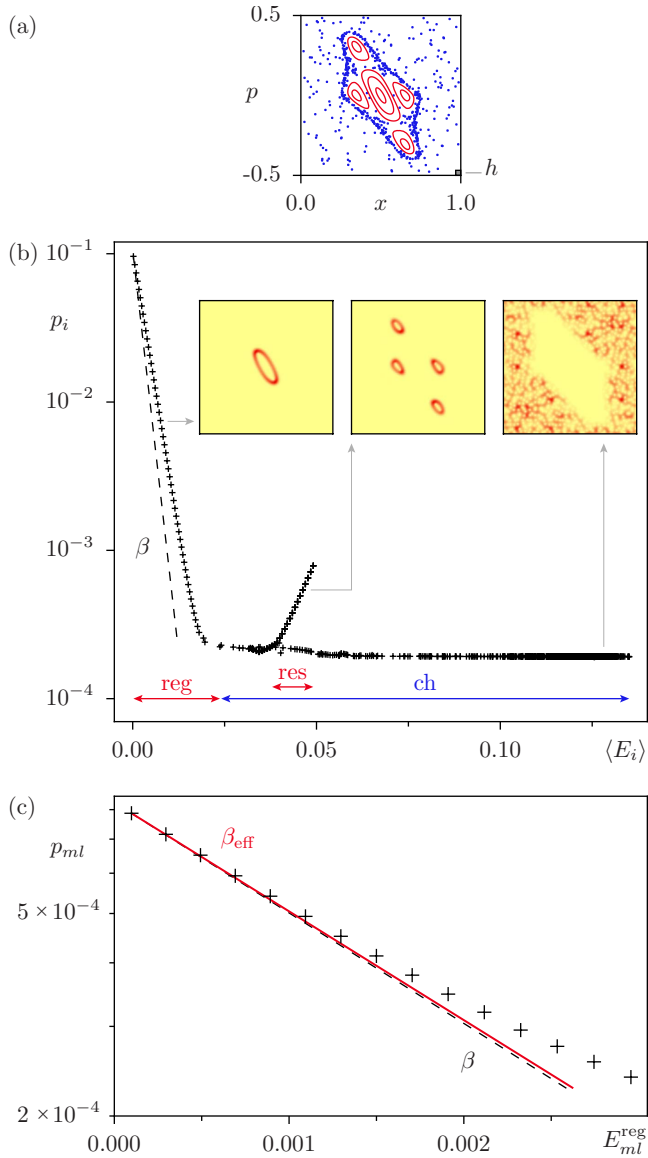 (a)
0.5
p
-0.5
h
0.0
x
1.0
(b)
10⁻¹
p_i
10⁻²
β
10⁻³
reg
res
ch
10⁻⁴
0.00
0.05
0.10
⟨E_i⟩
(c)
p_ml
β_eff
5 × 10⁻⁴
β
2 × 10⁻⁴
0.000
0.001
0.002
E_ml^reg